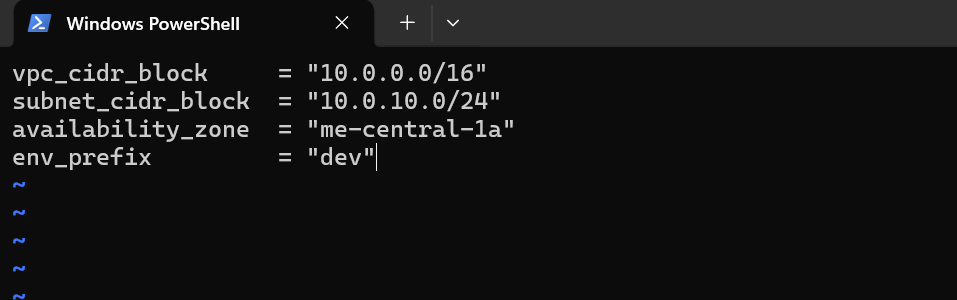 Windows PowerShell
vpc_cidr_block     = "10.0.0.0/16"
subnet_cidr_block  = "10.0.10.0/24"
availability_zone  = "me-central-1a"
env_prefix         = "dev"
~
~
~
~
~